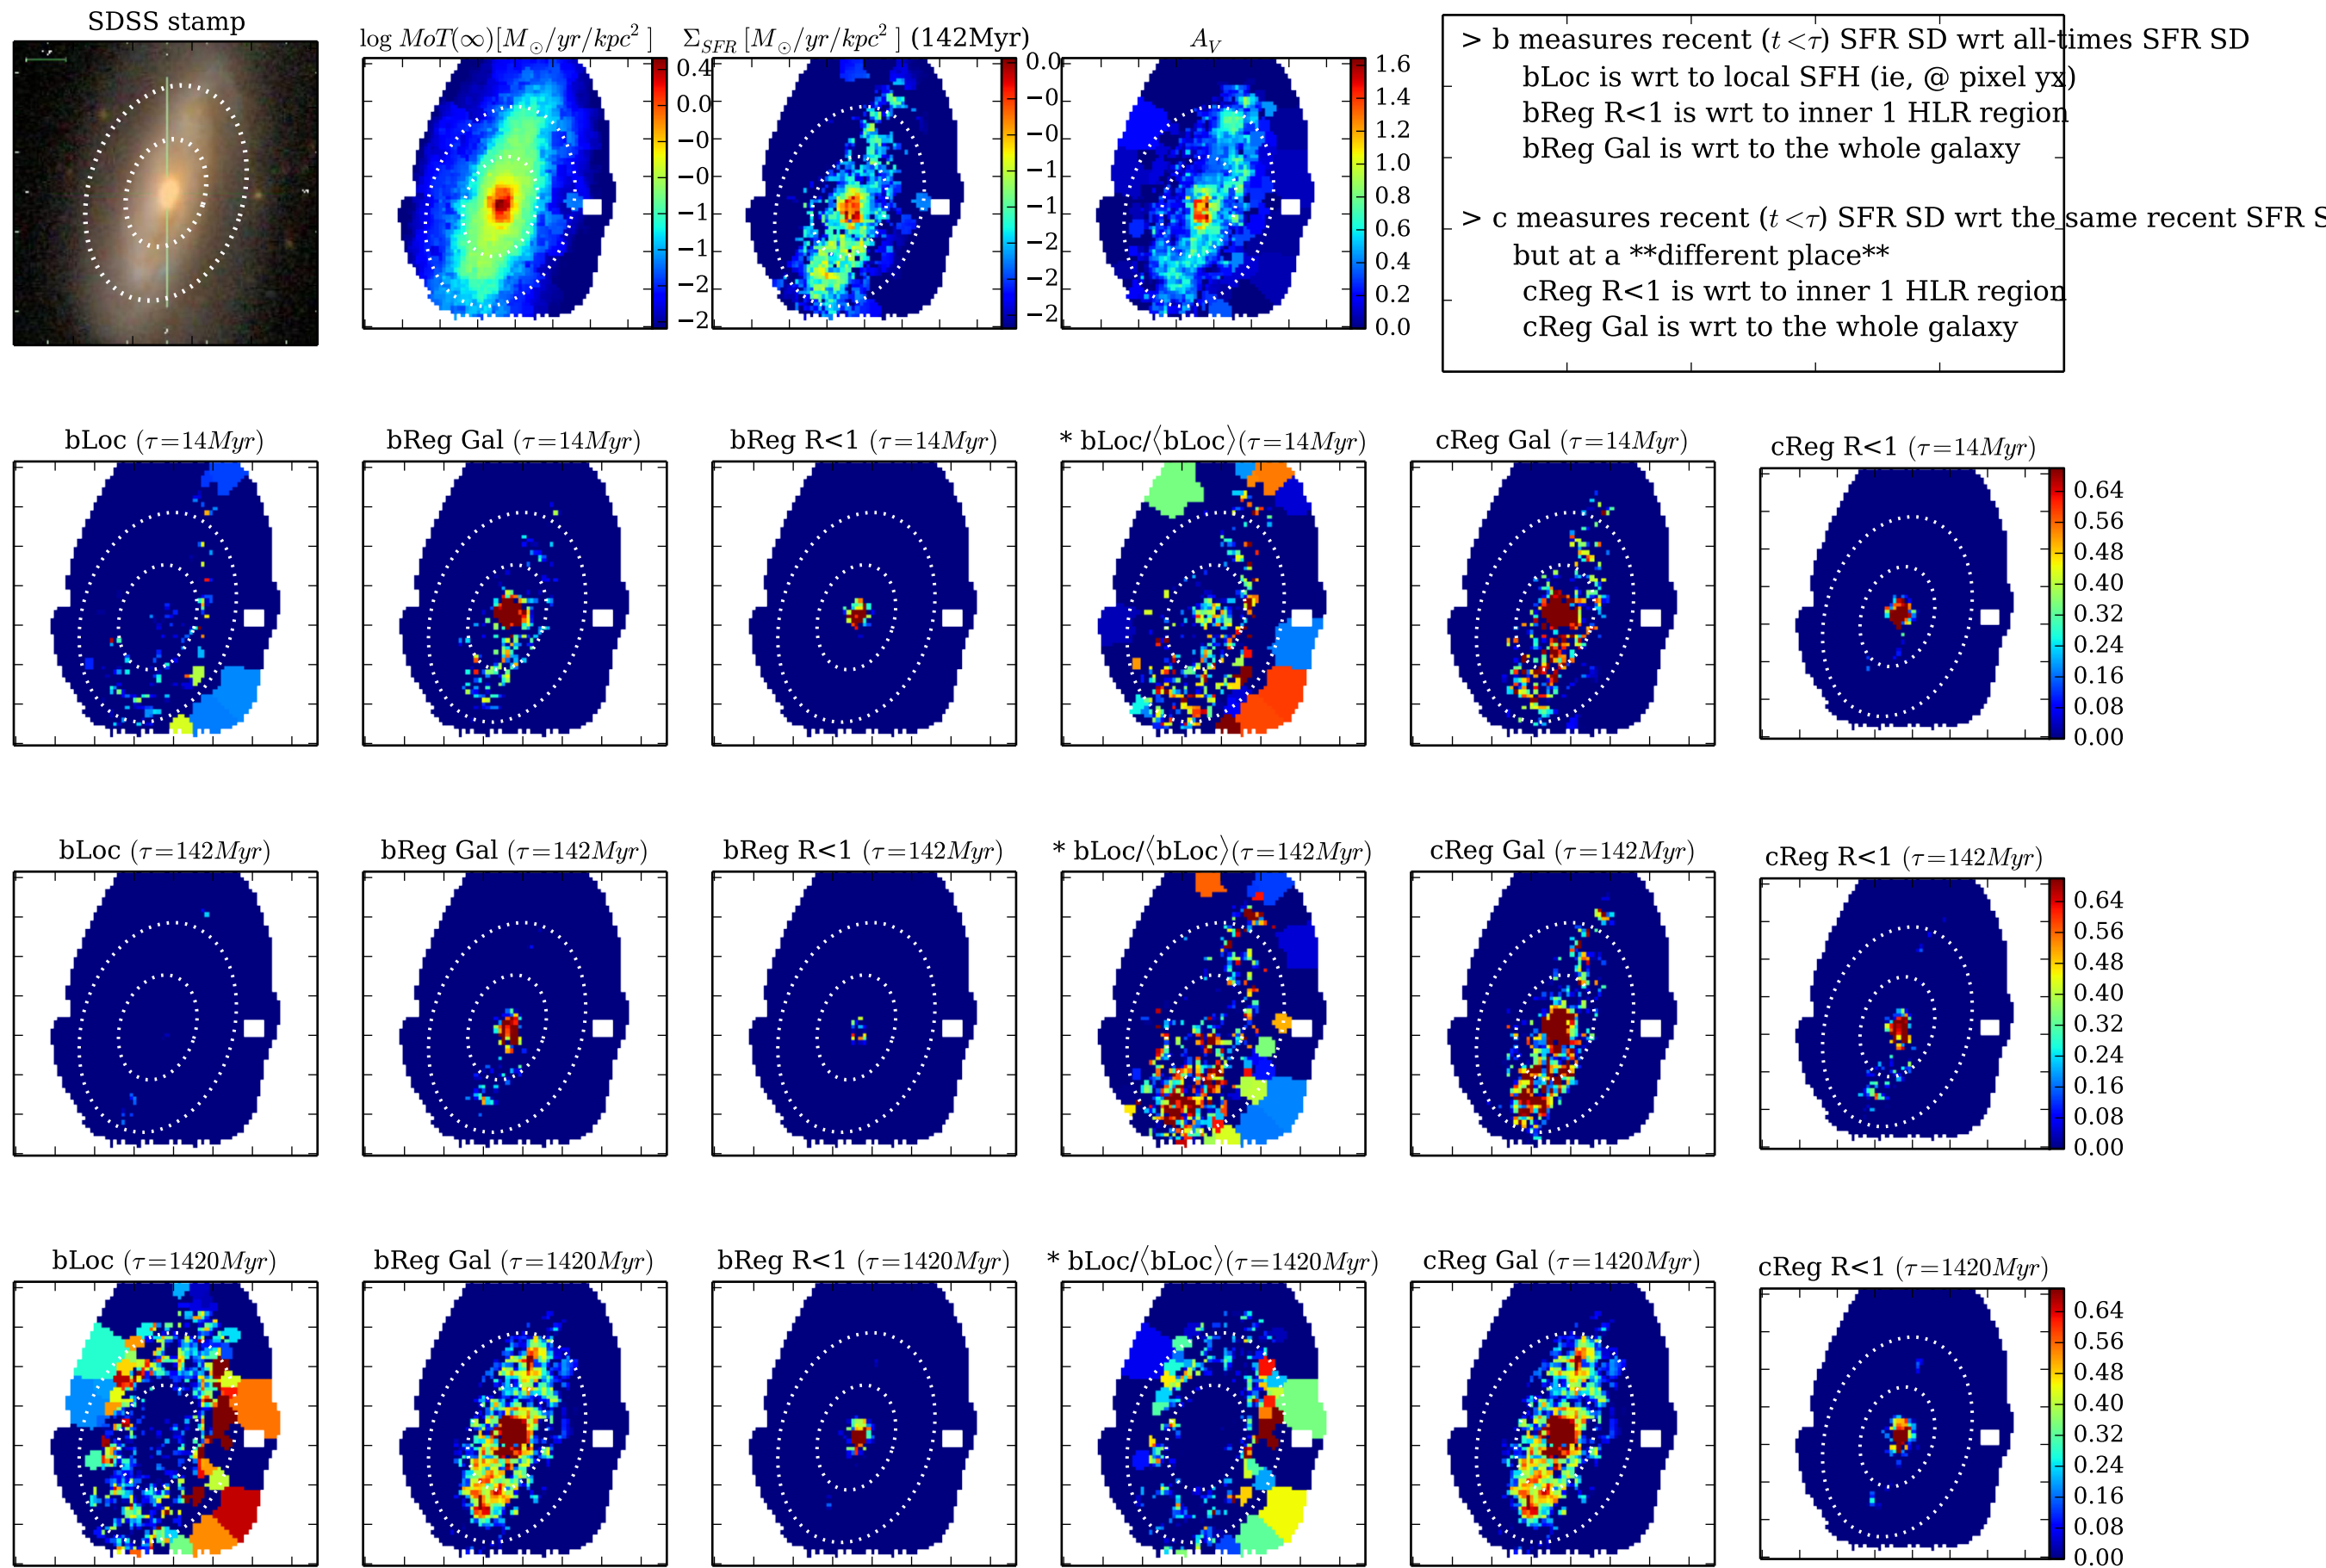 SDSS stamp
log MoT(∞)[M⊙/yr/kpc² ]
Σ_SFR [M⊙/yr/kpc² ] (142Myr)
A_V
0.4
0.0
−0
−0
−1
−1
−2
−2
0.0
−0
−0
−1
−1
−2
−2
−2
1.6
1.4
1.2
1.0
0.8
0.6
0.4
0.2
0.0
> b measures recent (t <τ) SFR SD wrt all-times SFR SD
bLoc is wrt to local SFH (ie, @ pixel yx)
bReg R<1 is wrt to inner 1 HLR region
bReg Gal is wrt to the whole galaxy
> c measures recent (t <τ) SFR SD wrt the same recent SFR S
but at a **different place**
cReg R<1 is wrt to inner 1 HLR region
cReg Gal is wrt to the whole galaxy
bLoc (τ=14Myr)
bReg Gal (τ=14Myr)
bReg R<1 (τ=14Myr)
* bLoc/⟨bLoc⟩(τ=14Myr)
cReg Gal (τ=14Myr)
cReg R<1 (τ=14Myr)
0.64
0.56
0.48
0.40
0.32
0.24
0.16
0.08
0.00
bLoc (τ=142Myr)
bReg Gal (τ=142Myr)
bReg R<1 (τ=142Myr)
* bLoc/⟨bLoc⟩(τ=142Myr)
cReg Gal (τ=142Myr)
cReg R<1 (τ=142Myr)
0.64
0.56
0.48
0.40
0.32
0.24
0.16
0.08
0.00
bLoc (τ=1420Myr)
bReg Gal (τ=1420Myr)
bReg R<1 (τ=1420Myr)
* bLoc/⟨bLoc⟩(τ=1420Myr)
cReg Gal (τ=1420Myr)
cReg R<1 (τ=1420Myr)
0.64
0.56
0.48
0.40
0.32
0.24
0.16
0.08
0.00